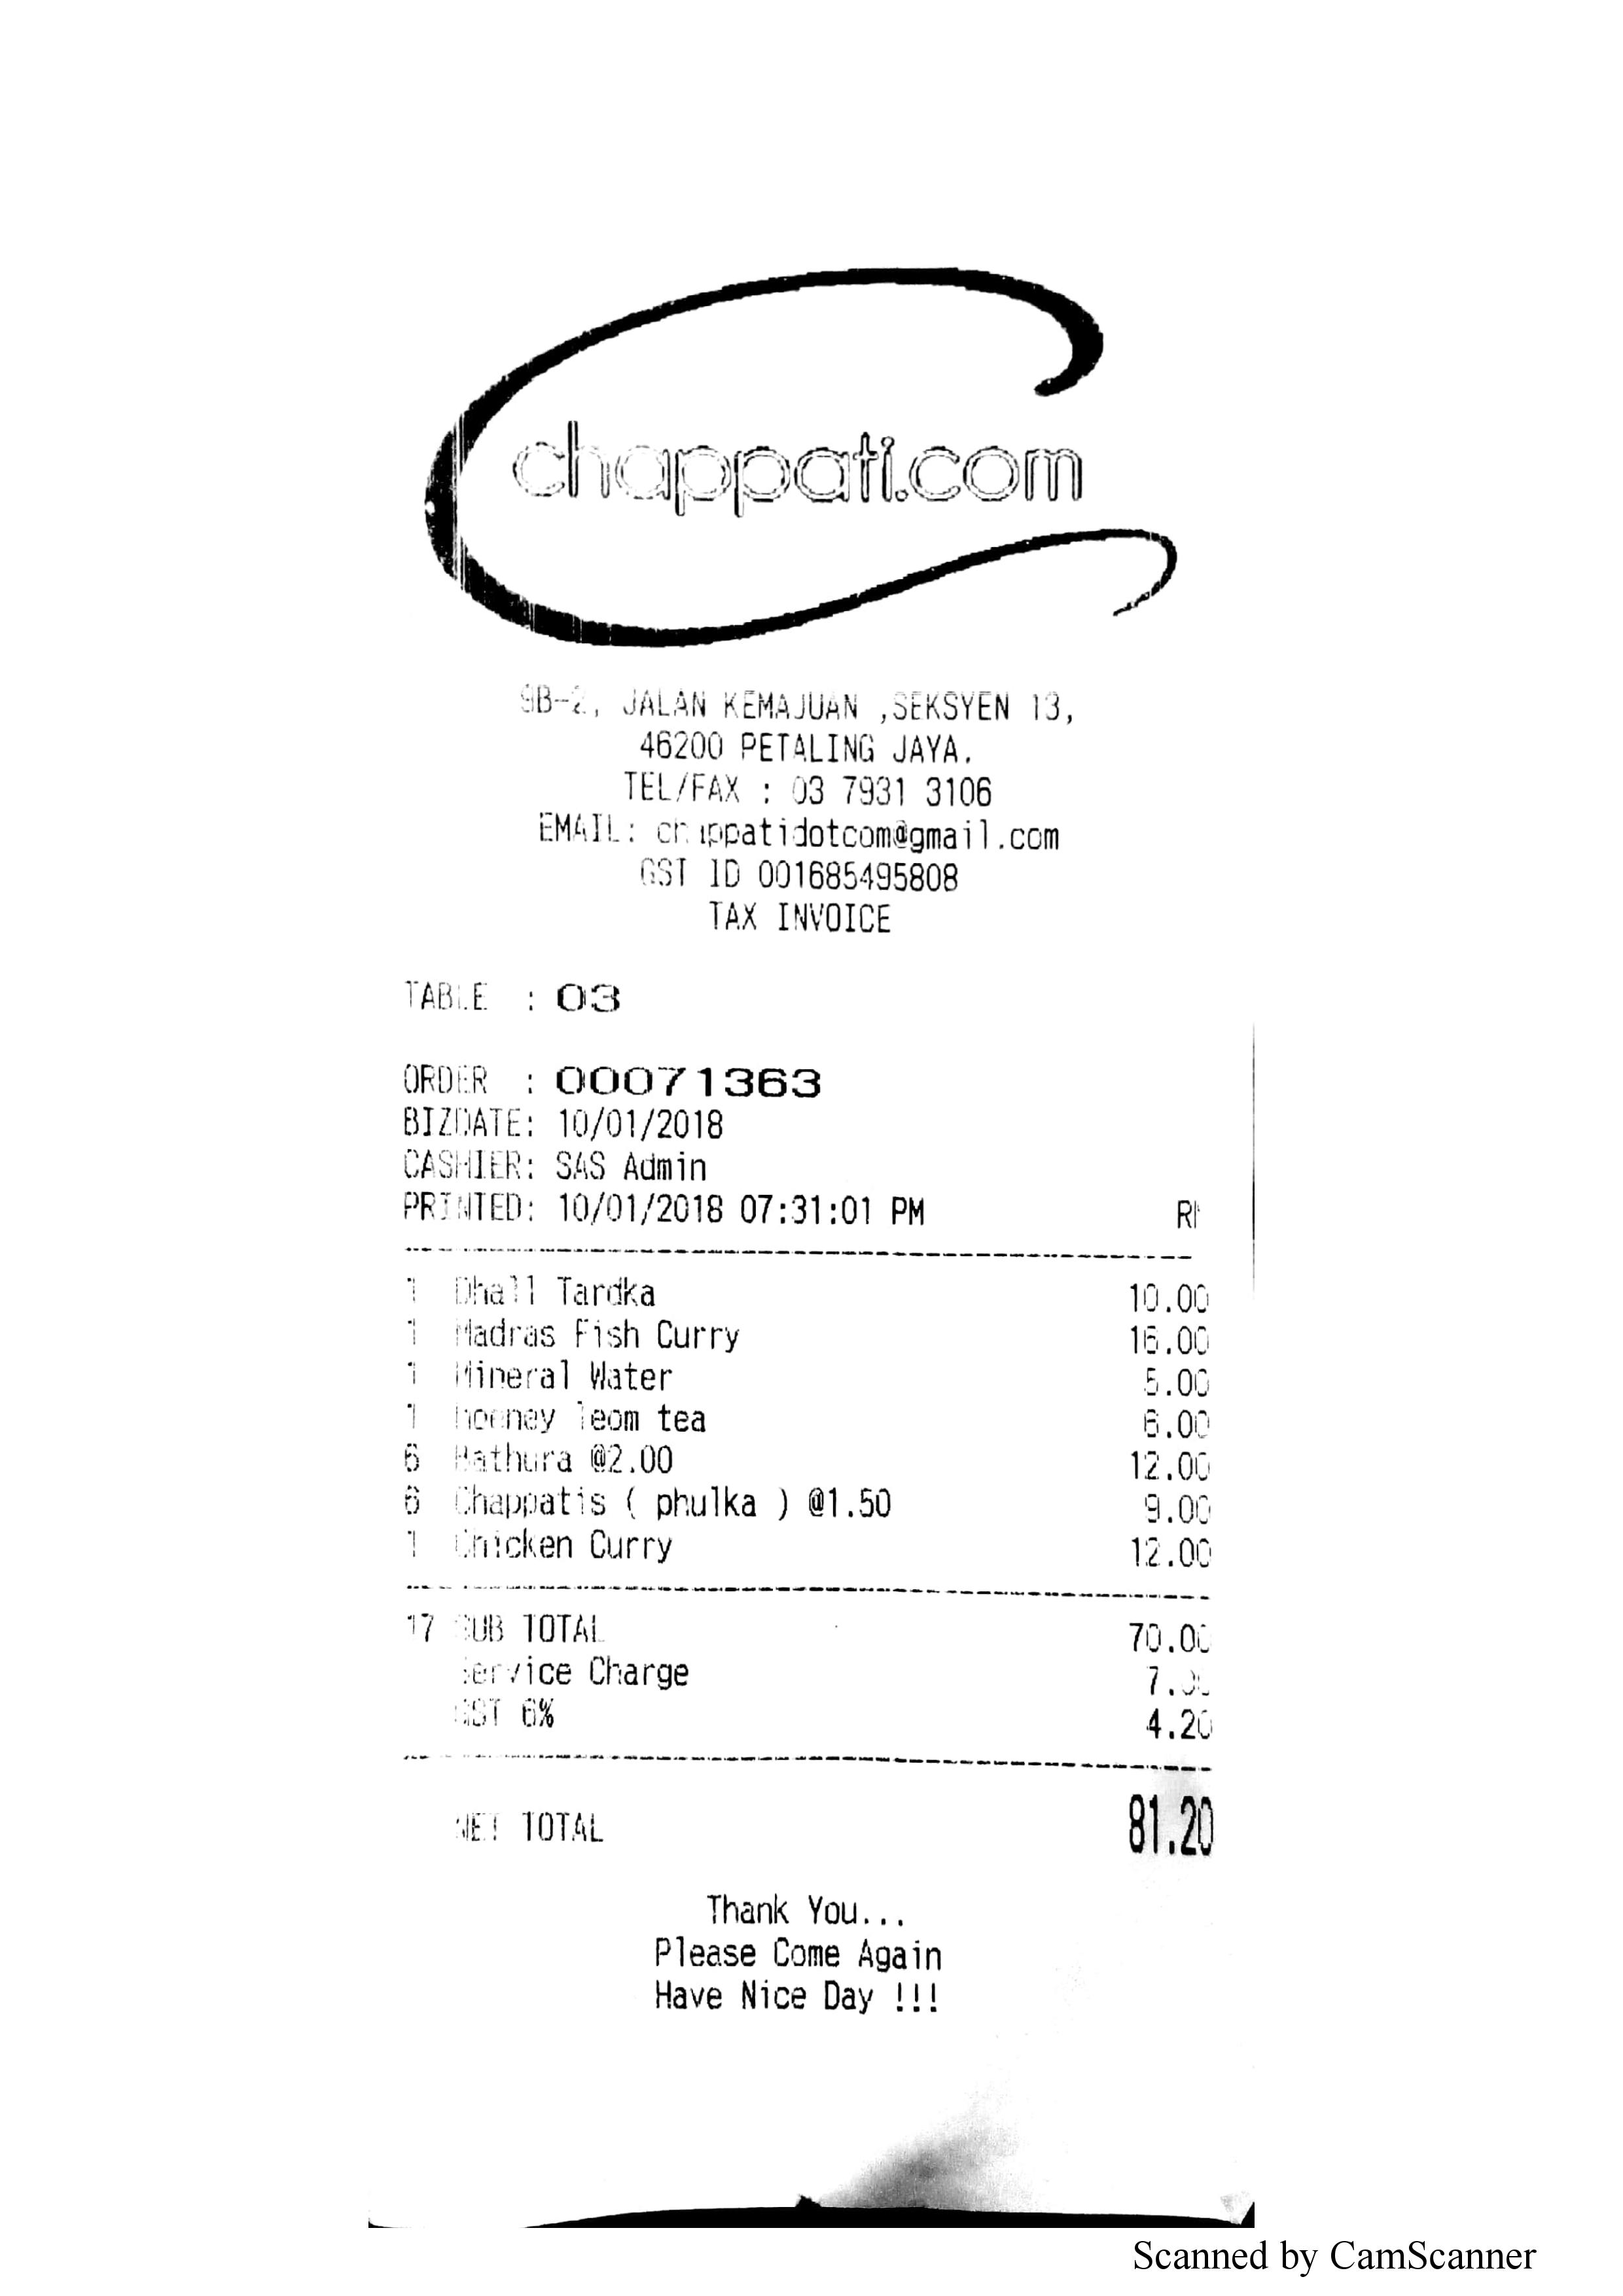 chappati.com
9B-2, JALAN KEMAJUAN ,SEKSYEN 13,
46200 PETALING JAYA.
TEL/FAX : 03 7931 3106
EMAIL: chappatidotcom@gmail.com
GST ID 001685495808
TAX INVOICE
TABLE : 03
ORDER : 00071363
BIZDATE: 10/01/2018
CASHIER: SAS Admin
PRINTED: 10/01/2018 07:31:01 PM RM
1 Dhall Tardka 10.00
1 Madras Fish Curry 16.00
1 Mineral Water 5.00
1 hoeney leom tea 6.00
6 Bathura @2.00 12.00
6 Chappatis ( phulka ) @1.50 9.00
1 Chicken Curry 12.00
17 SUB TOTAL 70.00
Service Charge 7.00
GST 6% 4.20
NET TOTAL 81.20
Thank You...
Please Come Again
Have Nice Day !!!
Scanned by CamScanner